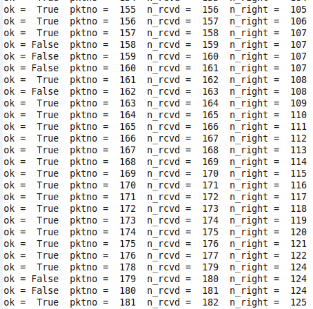 ok =  True  pktno =  155  n_rcvd =  156  n_right =  105
ok =  True  pktno =  156  n_rcvd =  157  n_right =  106
ok =  True  pktno =  157  n_rcvd =  158  n_right =  107
ok = False  pktno =  158  n_rcvd =  159  n_right =  107
ok = False  pktno =  159  n_rcvd =  160  n_right =  107
ok = False  pktno =  160  n_rcvd =  161  n_right =  107
ok =  True  pktno =  161  n_rcvd =  162  n_right =  108
ok = False  pktno =  162  n_rcvd =  163  n_right =  108
ok =  True  pktno =  163  n_rcvd =  164  n_right =  109
ok =  True  pktno =  164  n_rcvd =  165  n_right =  110
ok =  True  pktno =  165  n_rcvd =  166  n_right =  111
ok =  True  pktno =  166  n_rcvd =  167  n_right =  112
ok =  True  pktno =  167  n_rcvd =  168  n_right =  113
ok =  True  pktno =  168  n_rcvd =  169  n_right =  114
ok =  True  pktno =  169  n_rcvd =  170  n_right =  115
ok =  True  pktno =  170  n_rcvd =  171  n_right =  116
ok =  True  pktno =  171  n_rcvd =  172  n_right =  117
ok =  True  pktno =  172  n_rcvd =  173  n_right =  118
ok =  True  pktno =  173  n_rcvd =  174  n_right =  119
ok =  True  pktno =  174  n_rcvd =  175  n_right =  120
ok =  True  pktno =  175  n_rcvd =  176  n_right =  121
ok =  True  pktno =  176  n_rcvd =  177  n_right =  122
ok =  True  pktno =  178  n_rcvd =  179  n_right =  124
ok = False  pktno =  179  n_rcvd =  180  n_right =  124
ok = False  pktno =  180  n_rcvd =  181  n_right =  124
ok =  True  pktno =  181  n_rcvd =  182  n_right =  125